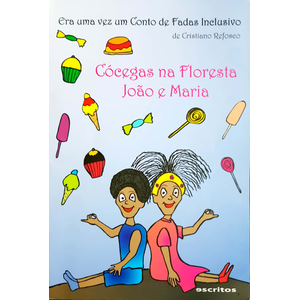 Era uma vez um Conto de Fadas Inclusivo
de Cristiano Refosco
Cócegas na Floresta
João e Maria
escritos